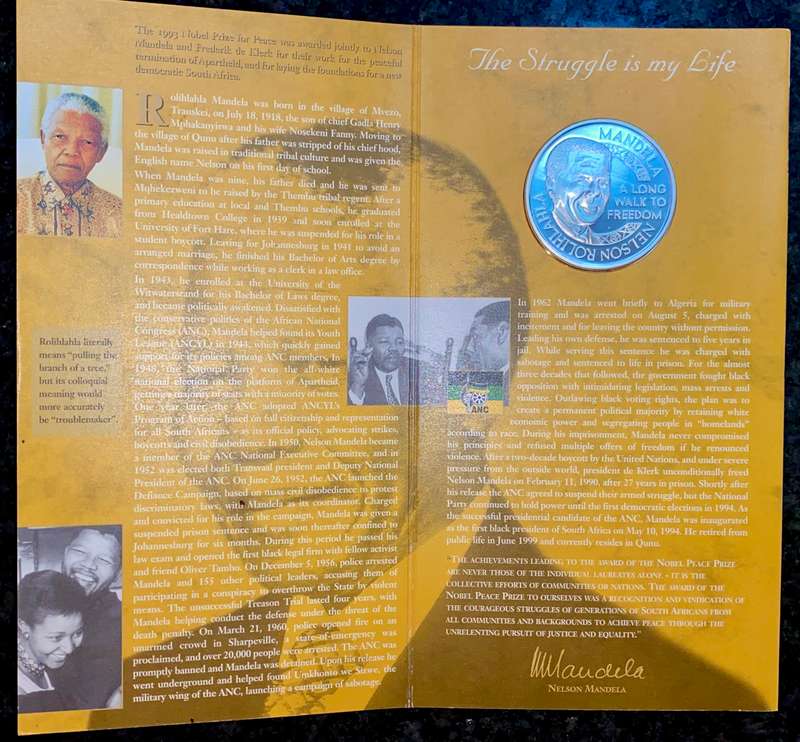 The 1993 Nobel Prize for Peace was awarded jointly to Nelson
Mandela and Frederik de Klerk for their work for the peaceful
termination of Apartheid, and for laying the foundations for a new
democratic South Africa.
Rolihlahla Mandela was born in the village of Mvezo,
Transkei, on July 18, 1918, the son of chief Gadla Henry
Mphakanyiswa and his wife Nosekeni Fanny. Moving to
the village of Qunu after his father was stripped of his chief hood,
Mandela was raised in traditional tribal culture and was given the
English name Nelson on his first day of school.
When Mandela was nine, his father died and he was sent to
Mqhekezweni to be raised by the Thembu tribal regent. After a
primary education at local and Thembu schools, he graduated
from Healdtown College in 1939 and soon enrolled at the
University of Fort Hare, where he was suspended for his role in a
student boycott. Leaving for Johannesburg in 1941 to avoid an
arranged marriage, he finished his Bachelor of Arts degree by
correspondence while working as a clerk in a law office.
In 1943, he enrolled at the University of the
Witwaterszand for his Bachelor of Laws degree,
and became politically awakened. Dissatisfied with
the conservative politics of the African National
Congress (ANC), Mandela helped found its Youth
League (ANCYL) in 1944, which quickly gained
support for its policies among ANC members. In
1948, the National Party won the all-white
national election on the platform of Apartheid,
getting a majority of seats with a minority of votes.
One year later, the ANC adopted ANCYL's
Program of Action – based on full citizenship and representation
for all South Africans – as its official policy, advocating strikes,
boycotts and civil disobedience. In 1950, Nelson Mandela became
a member of the ANC National Executive Committee, and in
1952 was elected both Transvaal president and Deputy National
President of the ANC. On June 26, 1952, the ANC launched the
Defiance Campaign, based on mass civil disobedience to protest
discriminatory laws, with Mandela as its coordinator. Charged
and convicted for his role in the campaign, Mandela was given a
suspended prison sentence and was soon thereafter confined to
Johannesburg for six months. During this period he passed his
law exam and opened the first black legal firm with fellow activist
and friend Oliver Tambo. On December 5, 1956, police arrested
Mandela and 155 other political leaders, accusing them of
participating in a conspiracy to overthrow the State by violent
means. The unsuccessful Treason Trial lasted four years, with
Mandela helping conduct the defense under the threat of the
death penalty. On March 21, 1960, police opened fire on an
unarmed crowd in Sharpeville, a state-of-emergency was
proclaimed, and over 20,000 people were arrested. The ANC was
promptly banned and Mandela was detained. Upon his release he
went underground and helped found Umkhonto we Sizwe, the
military wing of the ANC, launching a campaign of sabotage.
Rolihlahla literally
means "pulling the
branch of a tree,"
but its colloquial
meaning would
more accurately
be "troublemaker".
The Struggle is my Life
MANDELA
A LONG
WALK TO
FREEDOM
NELSON ROLIHLAHLA
ANC
In 1962 Mandela went briefly to Algeria for military
training and was arrested on August 5, charged with
incitement and for leaving the country without permission.
Leading his own defense, he was sentenced to five years in
jail. While serving this sentence he was charged with
sabotage and sentenced to life in prison. For the almost
three decades that followed, the government fought black
opposition with intimidating legislation, mass arrests and
violence. Outlawing black voting rights, the plan was to
create a permanent political majority by retaining white
economic power and segregating people in "homelands"
according to race. During his imprisonment, Mandela never compromised
his principles and refused multiple offers of freedom if he renounced
violence. After a two-decade boycott by the United Nations, and under severe
pressure from the outside world, president de Klerk unconditionally freed
Nelson Mandela on February 11, 1990, after 27 years in prison. Shortly after
his release the ANC agreed to suspend their armed struggle, but the National
Party continued to hold power until the first democratic elections in 1994. As
the successful presidential candidate of the ANC, Mandela was inaugurated
as the first black president of South Africa on May 10, 1994. He retired from
public life in June 1999 and currently resides in Qunu.
"The achievements leading to the award of the Nobel Peace Prize
are never those of the individual laureates alone - it is the
collective efforts of communities or nations. The award of the
Nobel Peace Prize to ourselves was a recognition and vindication of
the courageous struggles of generations of South Africans from
all communities and backgrounds to achieve peace through the
unrelenting pursuit of justice and equality."
Mandela
Nelson Mandela